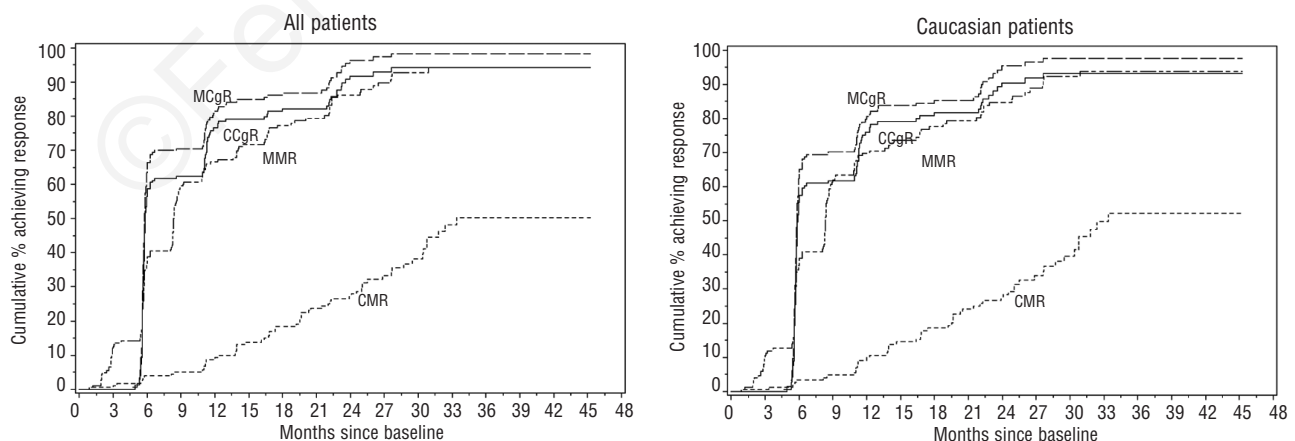 ©Fe
All patients
Cumulative % achieving response
100
90
80
70
60
50
40
30
20
10
0
MCgR
CCgR
MMR
CMR
0 3 6 9 12 15 18 21 24 27 30 33 36 39 42 45 48
Months since baseline
Caucasian patients
Cumulative % achieving response
100
90
80
70
60
50
40
30
20
10
0
MCgR
CCgR
MMR
CMR
0 3 6 9 12 15 18 21 24 27 30 33 36 39 42 45 48
Months since baseline